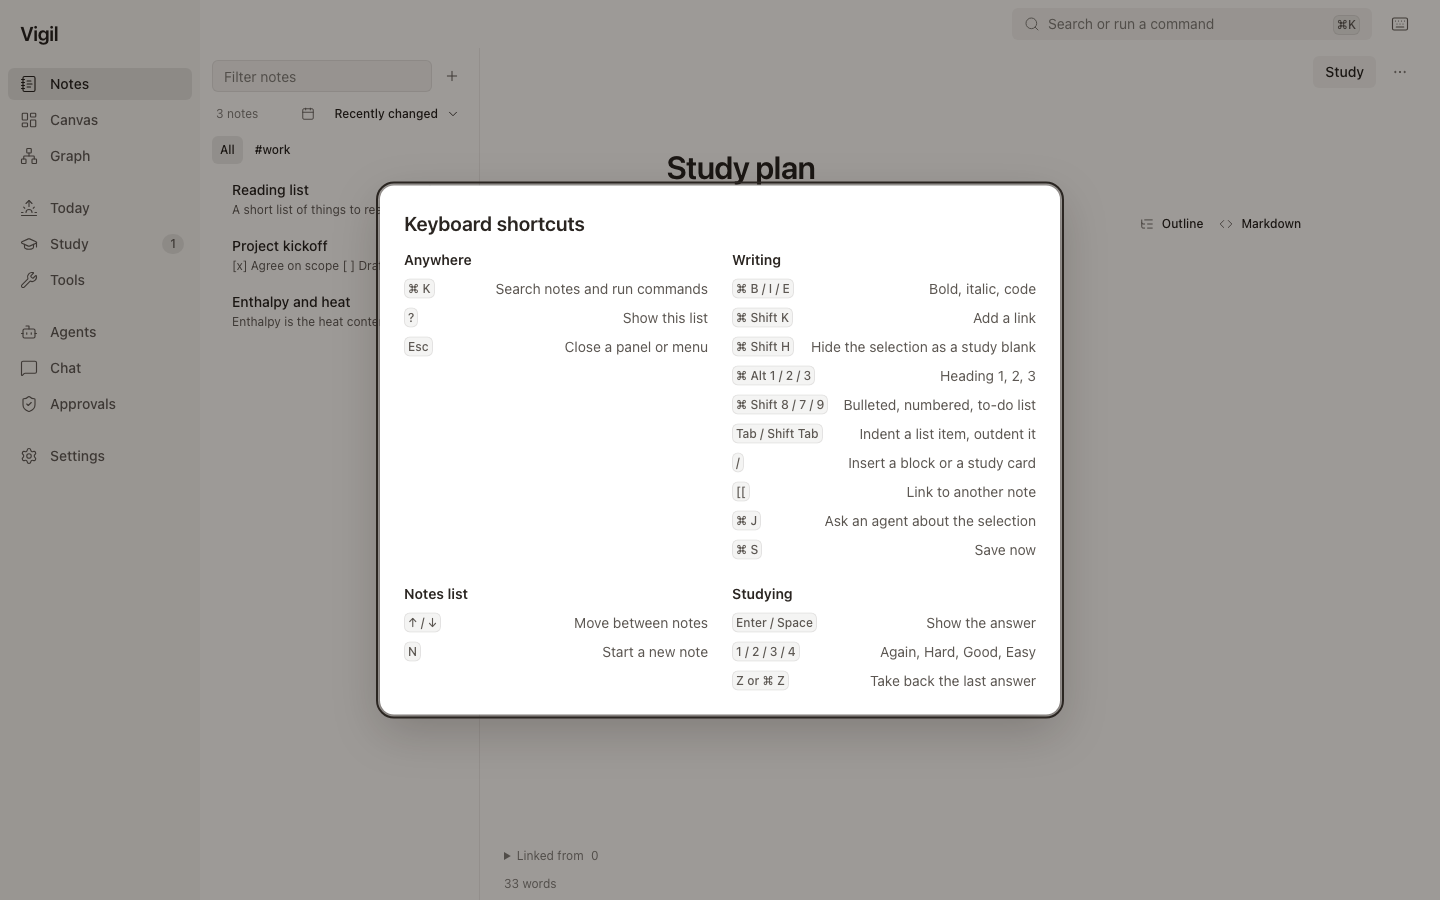 Vigil
Search or run a command ⌘K
Notes
Canvas
Graph
Today
Study 1
Tools
Agents
Chat
Approvals
Settings
Filter notes
3 notes Recently changed
All #work
Reading list
A short list of things to
Project kickoff
[x] Agree on scope [ ]
Enthalpy and heat
Enthalpy is the heat
Study
Study plan
Outline Markdown
Keyboard shortcuts
Anywhere
⌘ K Search notes and run commands
? Show this list
Esc Close a panel or menu
Writing
⌘ B / I / E Bold, italic, code
⌘ Shift K Add a link
⌘ Shift H Hide the selection as a study blank
⌘ Alt 1 / 2 / 3 Heading 1, 2, 3
⌘ Shift 8 / 7 / 9 Bulleted, numbered, to-do list
Tab / Shift Tab Indent a list item, outdent it
/ Insert a block or a study card
[[ Link to another note
⌘ J Ask an agent about the selection
⌘ S Save now
Notes list
↑ / ↓ Move between notes
N Start a new note
Studying
Enter / Space Show the answer
1 / 2 / 3 / 4 Again, Hard, Good, Easy
Z or ⌘ Z Take back the last answer
Linked from 0
33 words